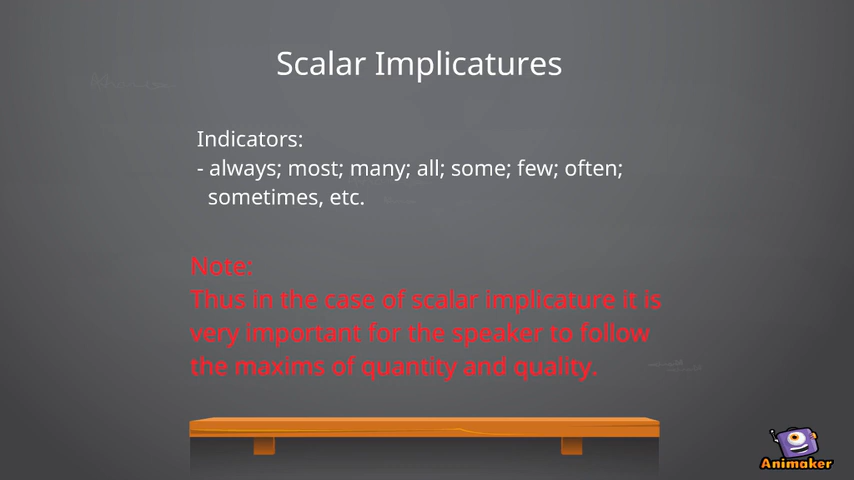 Scalar Implicatures
Indicators:
- always; most; many; all; some; few; often;
sometimes, etc.
Note:
Thus in the case of scalar implicature it is
very important for the speaker to follow
the maxims of quantity and quality.
Animaker